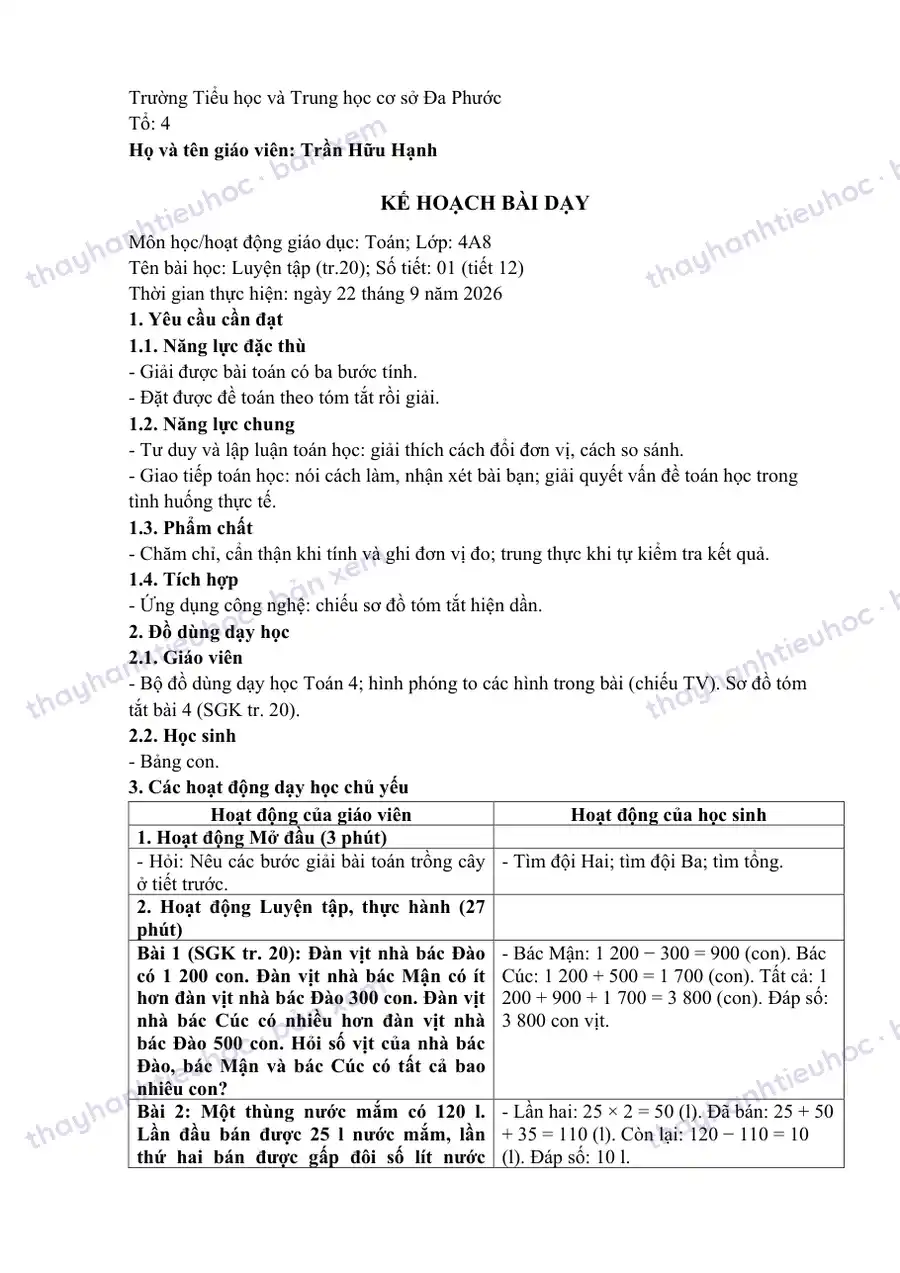 Trường Tiểu học và Trung học cơ sở Đa Phước
Tổ: 4
Họ và tên giáo viên: Trần Hữu Hạnh
KẾ HOẠCH BÀI DẠY
Môn học/hoạt động giáo dục: Toán; Lớp: 4A8
Tên bài học: Luyện tập (tr.20); Số tiết: 01 (tiết 12)
Thời gian thực hiện: ngày 22 tháng 9 năm 2026
1. Yêu cầu cần đạt
1.1. Năng lực đặc thù
- Giải được bài toán có ba bước tính.
- Đặt được đề toán theo tóm tắt rồi giải.
1.2. Năng lực chung
- Tư duy và lập luận toán học: giải thích cách đổi đơn vị, cách so sánh.
- Giao tiếp toán học: nói cách làm, nhận xét bài bạn; giải quyết vấn đề toán học trong
tình huống thực tế.
1.3. Phẩm chất
- Chăm chỉ, cẩn thận khi tính và ghi đơn vị đo; trung thực khi tự kiểm tra kết quả.
1.4. Tích hợp
- Ứng dụng công nghệ: chiếu sơ đồ tóm tắt hiện dần.
2. Đồ dùng dạy học
2.1. Giáo viên
- Bộ đồ dùng dạy học Toán 4; hình phóng to các hình trong bài (chiếu TV). Sơ đồ tóm
tắt bài 4 (SGK tr. 20).
2.2. Học sinh
- Bảng con.
3. Các hoạt động dạy học chủ yếu
Hoạt động của giáo viên
Hoạt động của học sinh
1. Hoạt động Mở đầu (3 phút)
- Hỏi: Nêu các bước giải bài toán trồng cây
ở tiết trước.
- Tìm đội Hai; tìm đội Ba; tìm tổng.
2. Hoạt động Luyện tập, thực hành (27
phút)
Bài 1 (SGK tr. 20): Đàn vịt nhà bác Đào
có 1 200 con. Đàn vịt nhà bác Mận có ít
hơn đàn vịt nhà bác Đào 300 con. Đàn vịt
nhà bác Cúc có nhiều hơn đàn vịt nhà
bác Đào 500 con. Hỏi số vịt của nhà bác
Đào, bác Mận và bác Cúc có tất cả bao
nhiêu con?
- Bác Mận: 1 200 − 300 = 900 (con). Bác
Cúc: 1 200 + 500 = 1 700 (con). Tất cả: 1
200 + 900 + 1 700 = 3 800 (con). Đáp số:
3 800 con vịt.
Bài 2: Một thùng nước mắm có 120 l.
Lần đầu bán được 25 l nước mắm, lần
thứ hai bán được gấp đôi số lít nước
- Lần hai: 25 × 2 = 50 (l). Đã bán: 25 + 50
+ 35 = 110 (l). Còn lại: 120 − 110 = 10
(l). Đáp số: 10 l.
thayhanhtieuhoc · bản xem
thayhanhtieuhoc · b
thayhanhtieuhoc · bản xem
thayhanhtieuhoc · b
thayhanhtieuhoc · bản xem
thayhanhtieuhoc · b